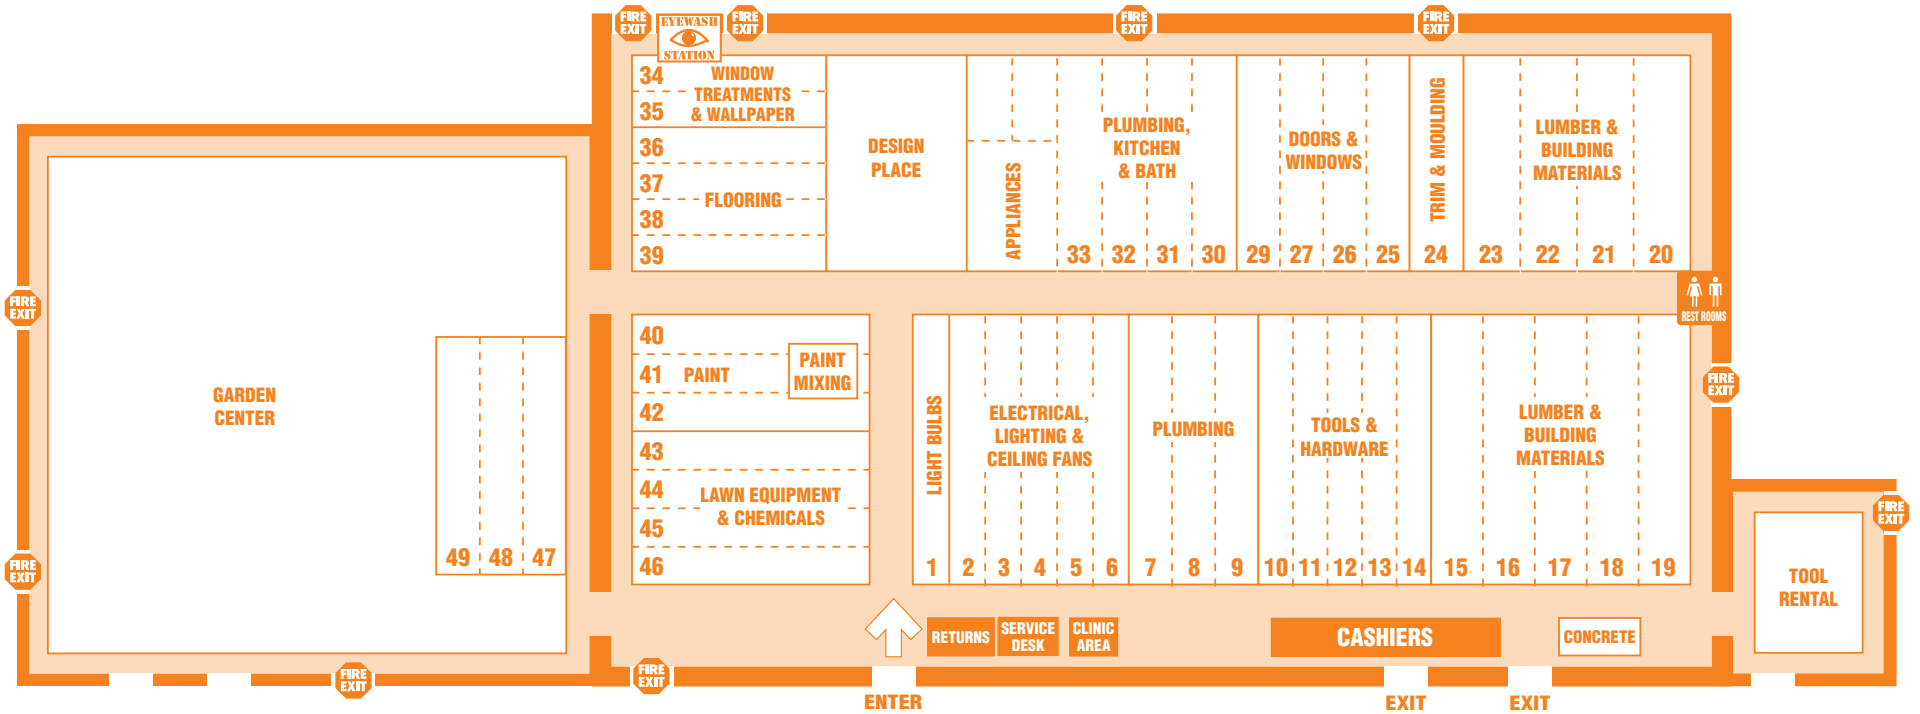 FIRE
EXIT
EYEWASH
STATION
FIRE
EXIT
FIRE
EXIT
FIRE
EXIT
34
WINDOW
TREATMENTS
35
& WALLPAPER
36
37
FLOORING
38
39
DESIGN
PLACE
APPLIANCES
PLUMBING,
KITCHEN
& BATH
33 32 31 30
DOORS &
WINDOWS
29 27 26 25
TRIM & MOULDING
24
LUMBER &
BUILDING
MATERIALS
23 22 21 20
REST ROOMS
FIRE
EXIT
FIRE
EXIT
GARDEN
CENTER
49 48 47
FIRE
EXIT
FIRE
EXIT
40
41 PAINT
PAINT
MIXING
42
43
44
LAWN EQUIPMENT
& CHEMICALS
45
46
LIGHT BULBS
1
ELECTRICAL,
LIGHTING &
CEILING FANS
2 3 4 5 6
PLUMBING
7 8 9
TOOLS &
HARDWARE
10 11 12 13 14
LUMBER &
BUILDING
MATERIALS
15 16 17 18 19
FIRE
EXIT
TOOL
RENTAL
RETURNS
SERVICE
DESK
CLINIC
AREA
CASHIERS
CONCRETE
FIRE
EXIT
ENTER
EXIT
EXIT